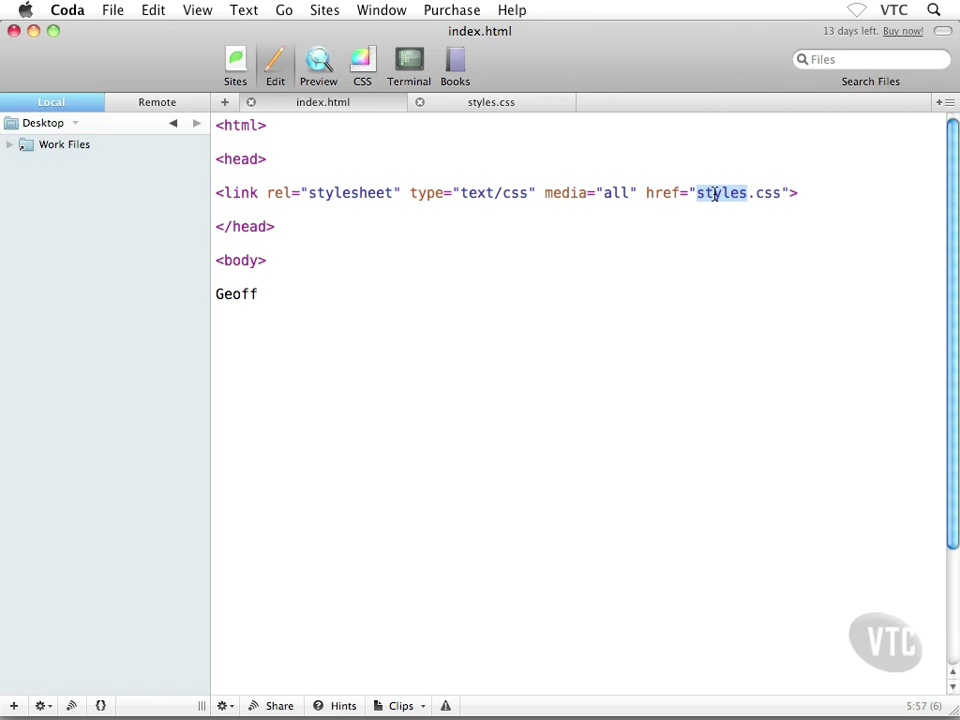 Coda File Edit View Text Go Sites Window Purchase Help VTC
index.html 13 days left. Buy now!
Sites Edit Preview CSS Terminal Books Files
Search Files
Local Remote + index.html styles.css
Desktop
Work Files
<html>
<head>
<link rel="stylesheet" type="text/css" media="all" href="styles.css">
</head>
<body>
Geoff
VTC
Share Hints Clips 5:57 (6)